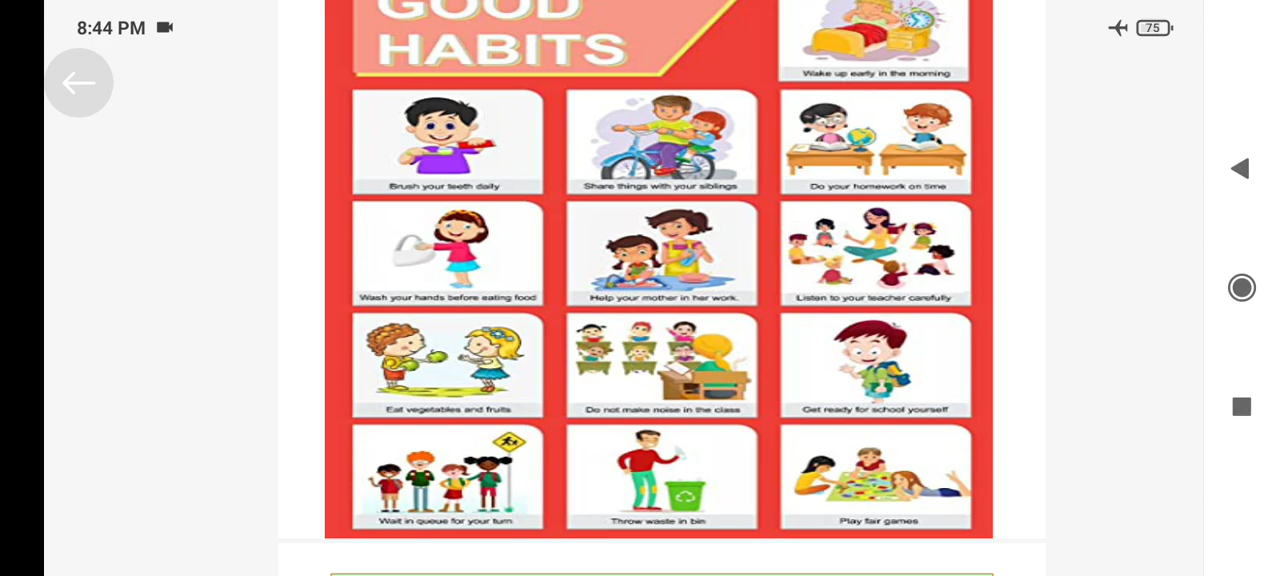 8:44 PM
75
GOOD
HABITS
Wake up early in the morning
Brush your teeth daily
Share things with your siblings
Do your homework on time
Wash your hands before eating food
Help your mother in her work.
Listen to your teacher carefully
Eat vegetables and fruits
Do not make noise in the class
Get ready for school yourself
Wait in queue for your turn
Throw waste in bin
Play fair games